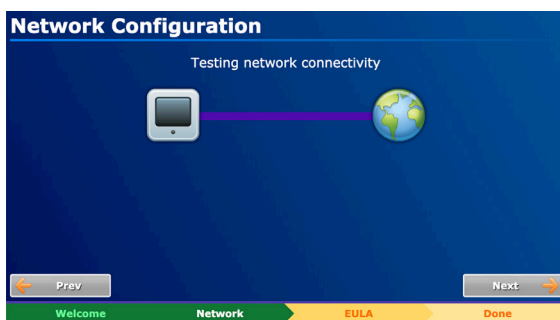 Network Configuration
Testing network connectivity
Prev
Next
Welcome
Network
EULA
Done